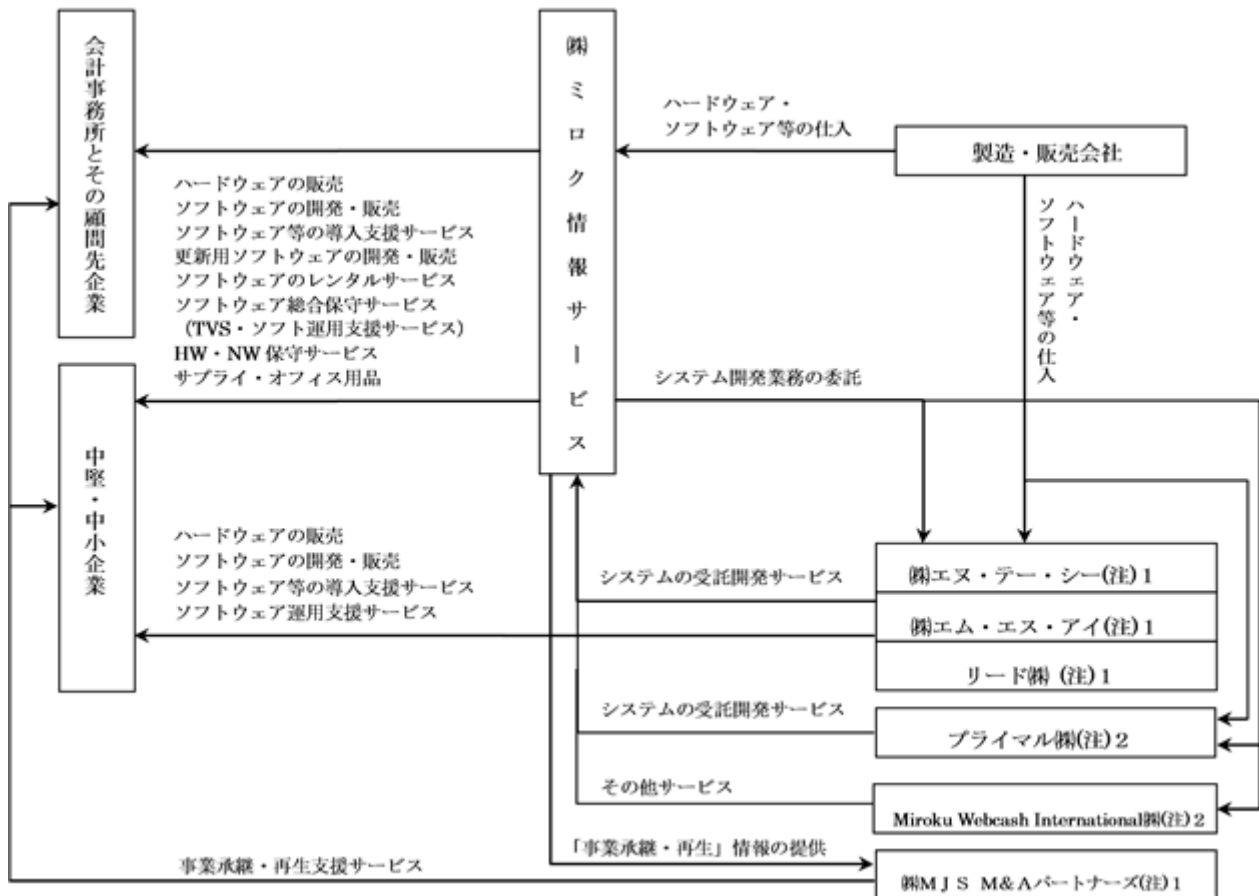 会計事務所とその顧問先企業
㈱ミロク情報サービス
ハードウェア・
ソフトウェア等の仕入
製造・販売会社
ハードウェアの販売
ソフトウェアの開発・販売
ソフトウェア等の導入支援サービス
更新用ソフトウェアの開発・販売
ソフトウェアのレンタルサービス
ソフトウェア総合保守サービス
（TVS・ソフト運用支援サービス）
HW・NW 保守サービス
サプライ・オフィス用品
ハードウェア・
ソフトウェア等の仕入
システム開発業務の委託
中堅・中小企業
ハードウェアの販売
ソフトウェアの開発・販売
ソフトウェア等の導入支援サービス
ソフトウェア運用支援サービス
システムの受託開発サービス
㈱エヌ・テー・シー(注)1
㈱エム・エス・アイ(注)1
リード㈱ (注)1
システムの受託開発サービス
プライマル㈱(注)2
その他サービス
Miroku Webcash International㈱(注)2
「事業承継・再生」情報の提供
事業承継・再生支援サービス
㈱ＭＪＳ M&Aパートナーズ(注)1